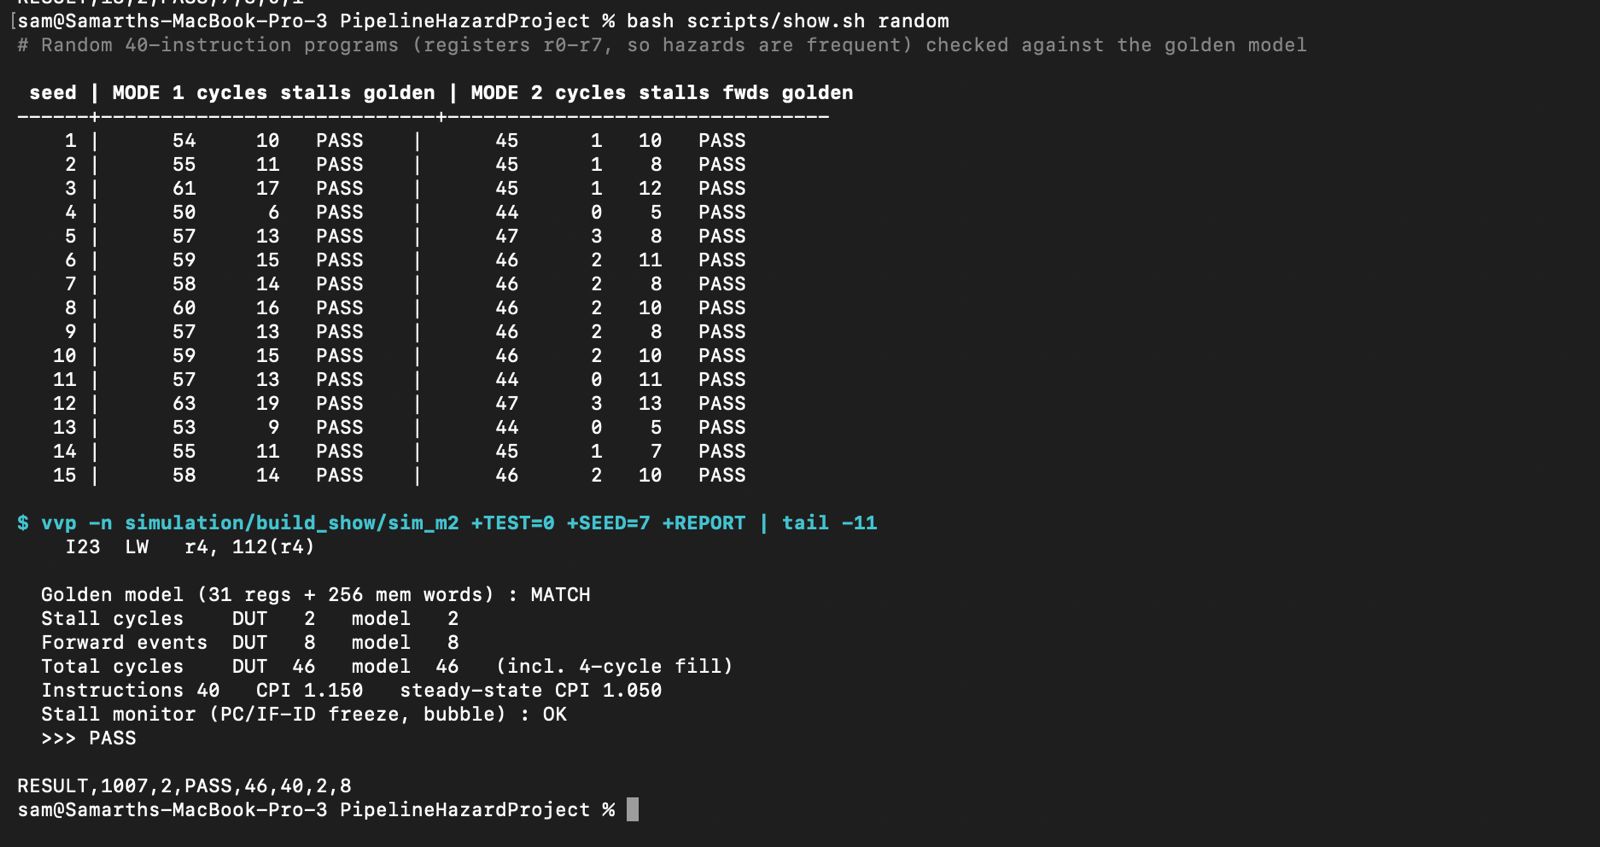 RESULT,
[sam@Samarths-MacBook-Pro-3 PipelineHazardProject % bash scripts/show.sh random
# Random 40-instruction programs (registers r0-r7, so hazards are frequent) checked against the golden model
seed | MODE 1 cycles stalls golden | MODE 2 cycles stalls fwds golden
------+----------------------------+--------------------------------
1 | 54 10 PASS | 45 1 10 PASS
2 | 55 11 PASS | 45 1 8 PASS
3 | 61 17 PASS | 45 1 12 PASS
4 | 50 6 PASS | 44 0 5 PASS
5 | 57 13 PASS | 47 3 8 PASS
6 | 59 15 PASS | 46 2 11 PASS
7 | 58 14 PASS | 46 2 8 PASS
8 | 60 16 PASS | 46 2 10 PASS
9 | 57 13 PASS | 46 2 8 PASS
10 | 59 15 PASS | 46 2 10 PASS
11 | 57 13 PASS | 44 0 11 PASS
12 | 63 19 PASS | 47 3 13 PASS
13 | 53 9 PASS | 44 0 5 PASS
14 | 55 11 PASS | 45 1 7 PASS
15 | 58 14 PASS | 46 2 10 PASS
$ vvp -n simulation/build_show/sim_m2 +TEST=0 +SEED=7 +REPORT | tail -11
I23 LW r4, 112(r4)
Golden model (31 regs + 256 mem words) : MATCH
Stall cycles DUT 2 model 2
Forward events DUT 8 model 8
Total cycles DUT 46 model 46 (incl. 4-cycle fill)
Instructions 40 CPI 1.150 steady-state CPI 1.050
Stall monitor (PC/IF-ID freeze, bubble) : OK
>>> PASS
RESULT,1007,2,PASS,46,40,2,8
sam@Samarths-MacBook-Pro-3 PipelineHazardProject %